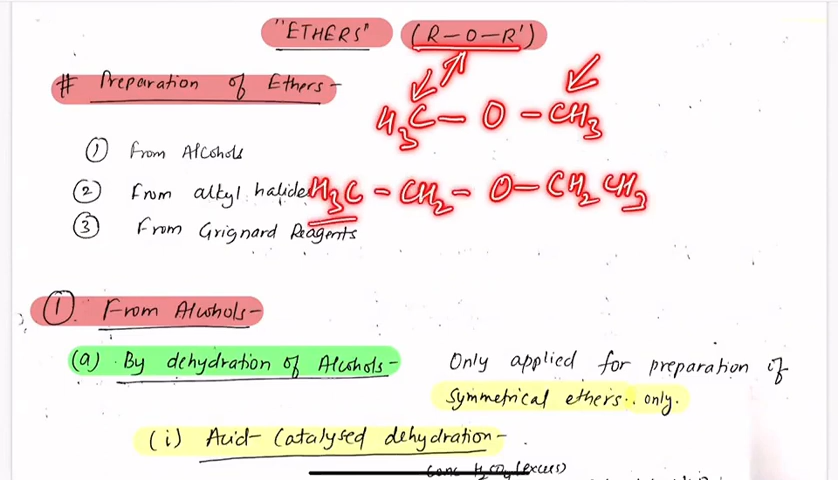 "ETHERS" (R-O-R')
# Preparation of Ethers-
H3C - O - CH3
① From Alcohols
② From alkyl halide H3C - CH2 - O - CH2 CH3
③ From Grignard Reagents
① From Alcohols-
(a) By dehydration of Alcohols- Only applied for preparation of
symmetrical ethers only.
(i) Acid-Catalysed dehydration-
conc H2SO4 (excess)